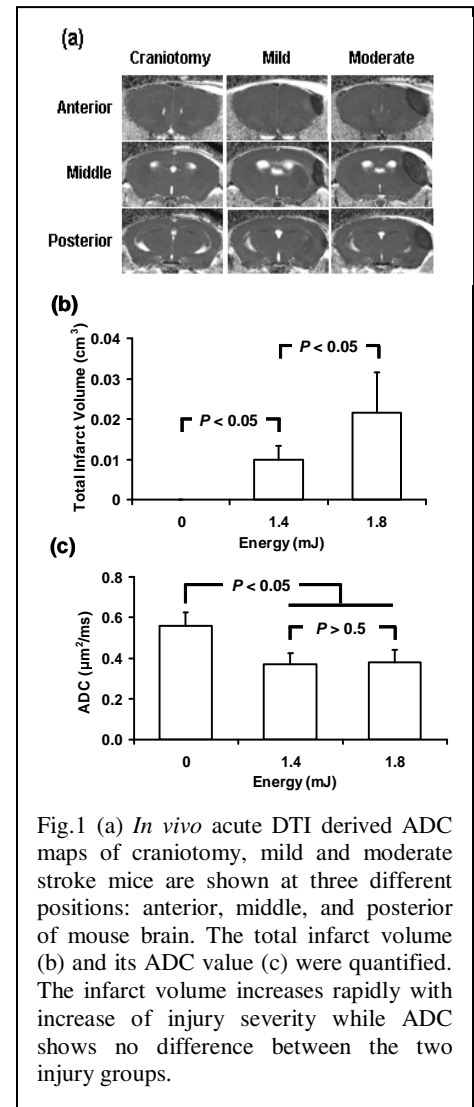 (a)
Craniotomy Mild Moderate
Anterior
Middle
Posterior
(b)
Total Infarct Volume (cm³)
0.04
0.03
0.02
0.01
0
P < 0.05
P < 0.05
0 1.4 1.8
Energy (mJ)
(c)
ADC (µm²/ms)
0.8
0.6
0.4
0.2
0.0
P < 0.05
P > 0.5
0 1.4 1.8
Energy (mJ)
Fig.1 (a) In vivo acute DTI derived ADC
maps of craniotomy, mild and moderate
stroke mice are shown at three different
positions: anterior, middle, and posterior
of mouse brain. The total infarct volume
(b) and its ADC value (c) were quantified.
The infarct volume increases rapidly with
increase of injury severity while ADC
shows no difference between the two
injury groups.